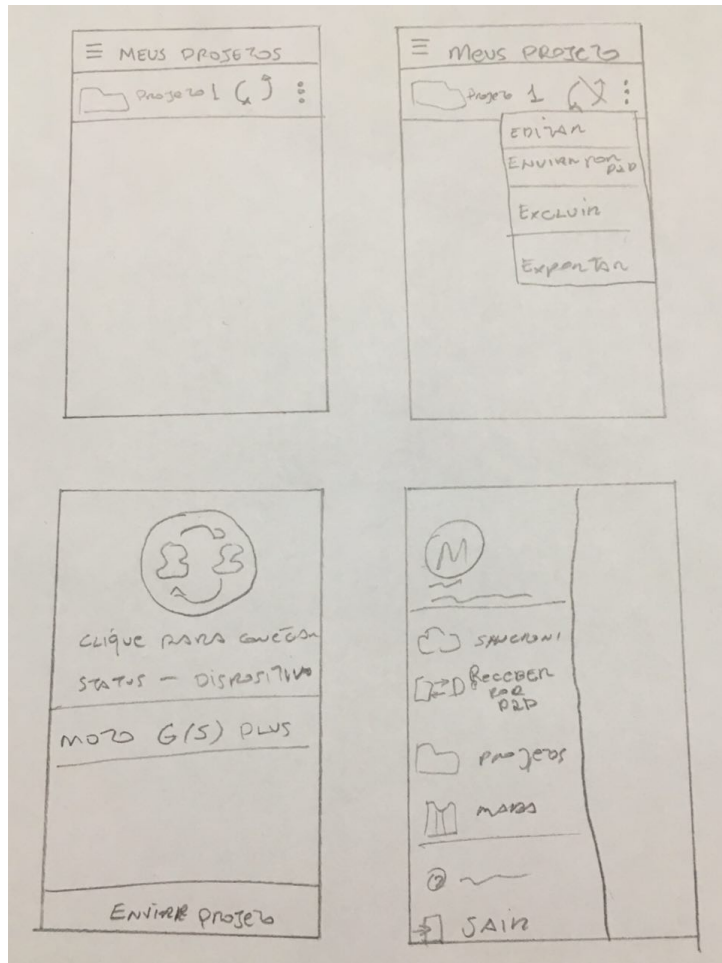 MEUS PROJETOS
Projeto 1
MEUS PROJETO
Projeto 1
EDITAR
ENVIAR POR
P2P
EXCLUIR
EXPORTAR
CLIQUE PARA CONECTAR
STATUS - DISPOSITIVO
MOTO G(5) PLUS
ENVIAR PROJETO
M
SINCRONI
RECEBER
POR
P2P
PROJETOS
MAPA
SAIR